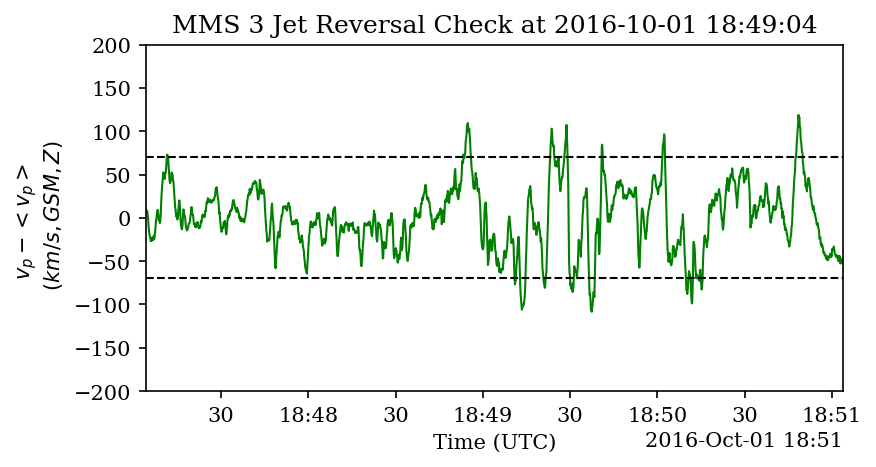 MMS 3 Jet Reversal Check at 2016-10-01 18:49:04
200
150
100
50
0
−50
−100
−150
−200
v_p − < v_p >
(km/s, GSM, Z)
30 18:48 30 18:49 30 18:50 30 18:51
Time (UTC) 2016-Oct-01 18:51